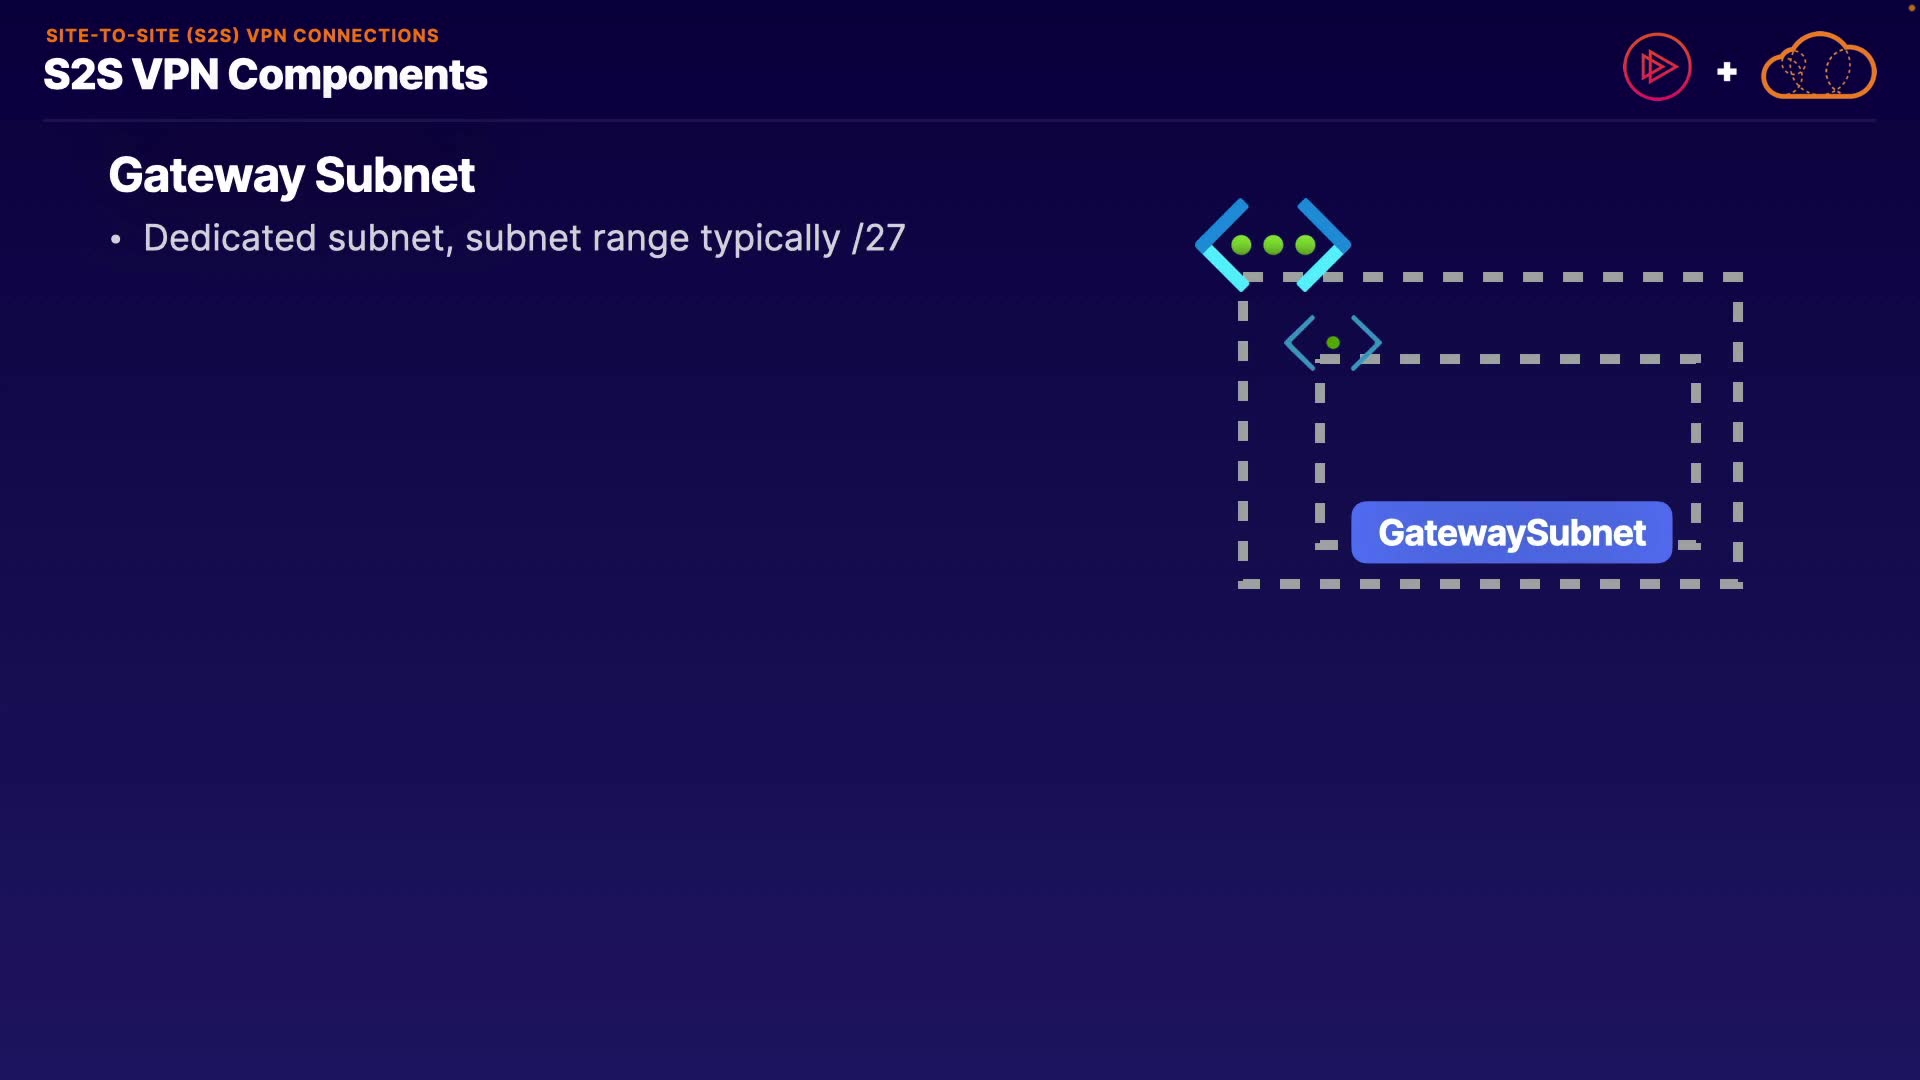 SITE-TO-SITE (S2S) VPN CONNECTIONS
S2S VPN Components
Gateway Subnet
• Dedicated subnet, subnet range typically /27
GatewaySubnet